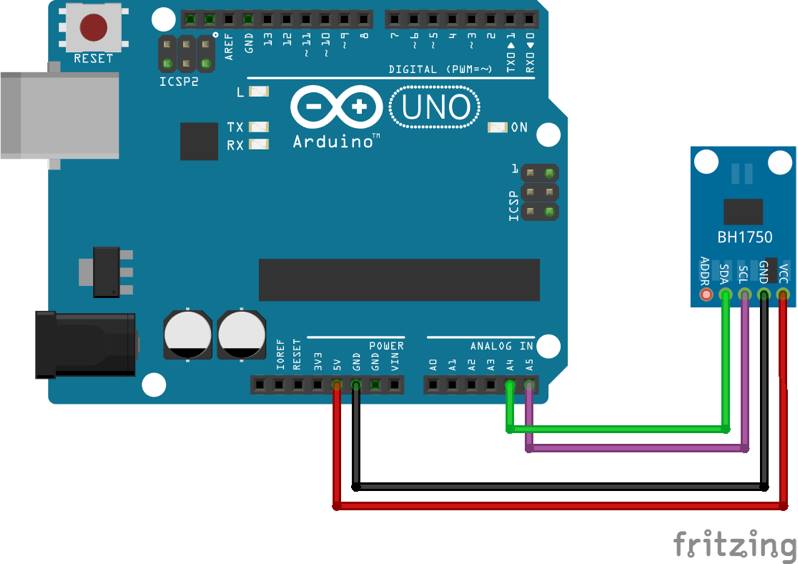 RESET
ICSP2
AREF
GND
13
12
~11
~10
~9
8
7
~6
~5
4
~3
2
TX0▶1
RX0◀0
DIGITAL (PWM=~)
L
TX
RX
UNO
Arduino™
ON
1
ICSP
BH1750
ADDR
SDA
SCL
GND
VCC
POWER
ANALOG IN
IOREF
RESET
3V3
5V
GND
GND
VIN
A0
A1
A2
A3
A4
A5
fritzing